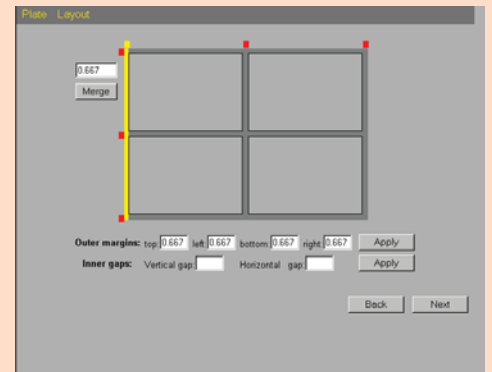 Plate Layout
0.667
Merge
Outer margins: top: 0.667 left: 0.667 bottom: 0.667 right: 0.667 Apply
Inner gaps: Vertical gap: Horizontal gap: Apply
Back Next